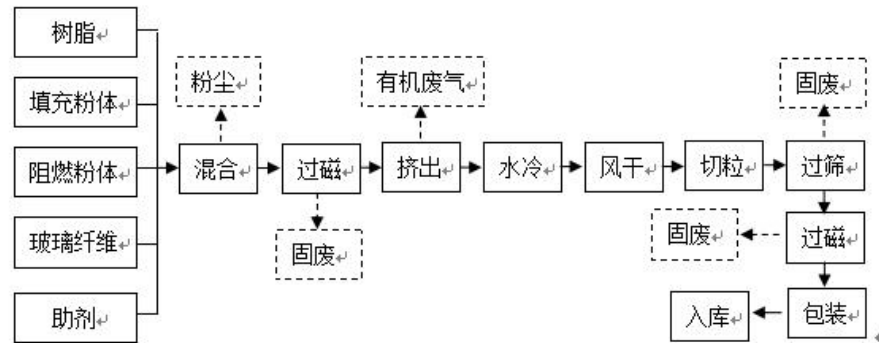 树脂
填充粉体
阻燃粉体
玻璃纤维
助剂
粉尘
有机废气
固废
混合
过磁
挤出
水冷
风干
切粒
过筛
固废
固废
过磁
入库
包装